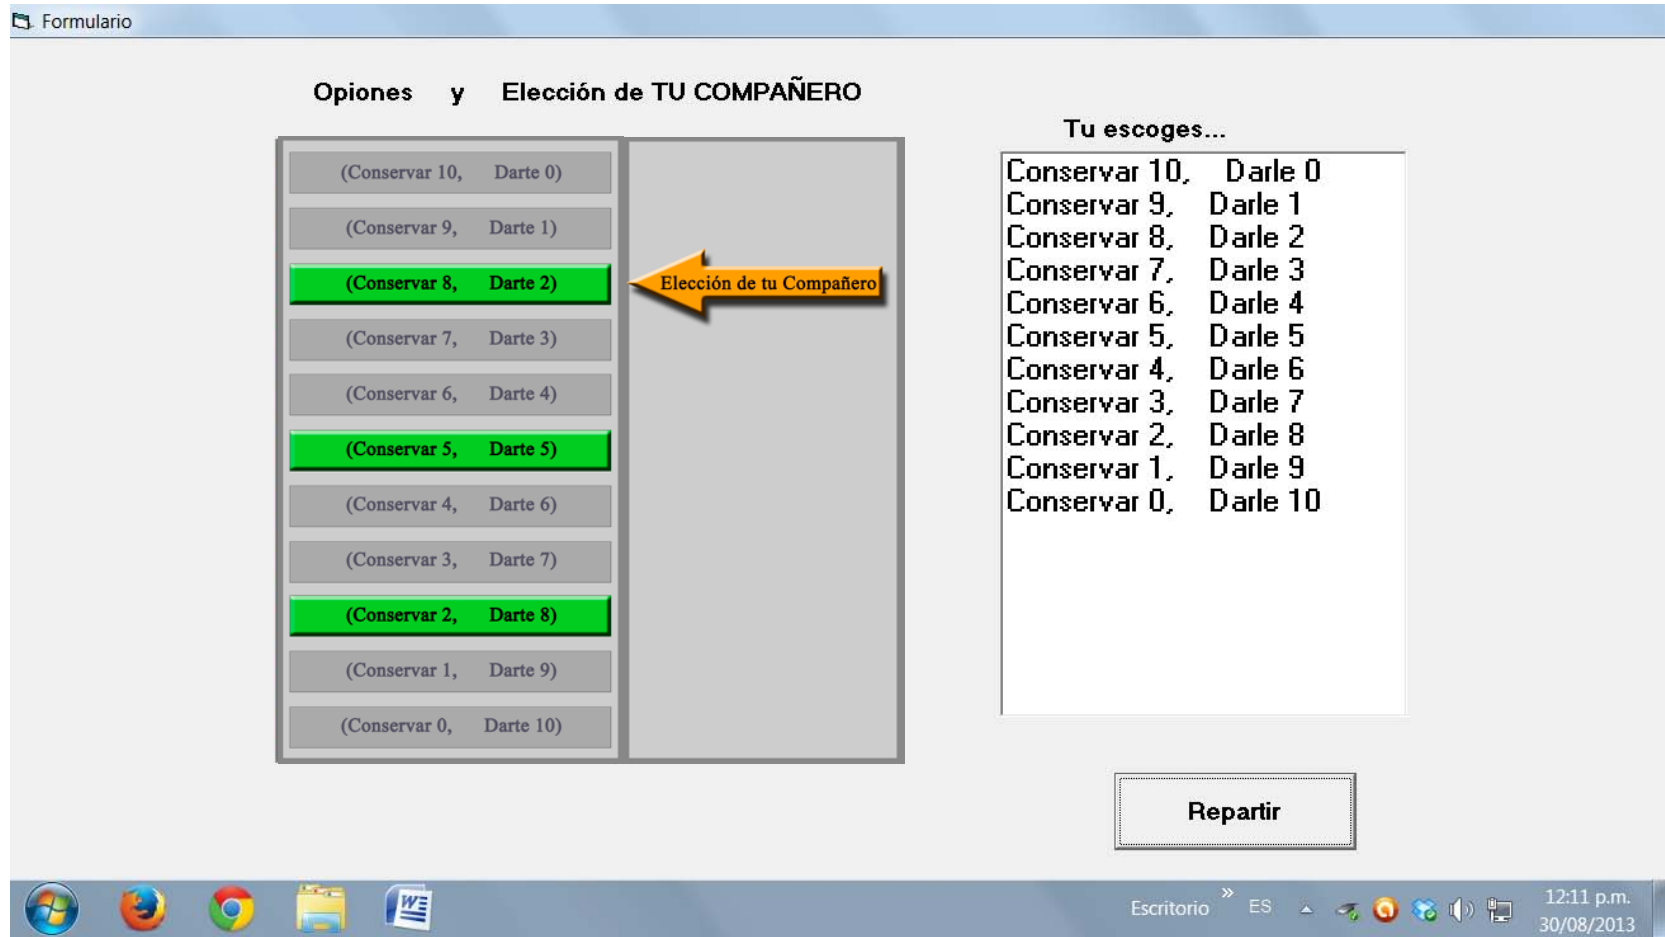 Formulario
Opiones y Elección de TU COMPAÑERO
(Conservar 10, Darte 0)
(Conservar 9, Darte 1)
(Conservar 8, Darte 2)
Elección de tu Compañero
(Conservar 7, Darte 3)
(Conservar 6, Darte 4)
(Conservar 5, Darte 5)
(Conservar 4, Darte 6)
(Conservar 3, Darte 7)
(Conservar 2, Darte 8)
(Conservar 1, Darte 9)
(Conservar 0, Darte 10)
Tu escoges...
Conservar 10, Darle 0
Conservar 9, Darle 1
Conservar 8, Darle 2
Conservar 7, Darle 3
Conservar 6, Darle 4
Conservar 5, Darle 5
Conservar 4, Darle 6
Conservar 3, Darle 7
Conservar 2, Darle 8
Conservar 1, Darle 9
Conservar 0, Darle 10
Repartir
W
Escritorio » ES
12:11 p.m.
30/08/2013